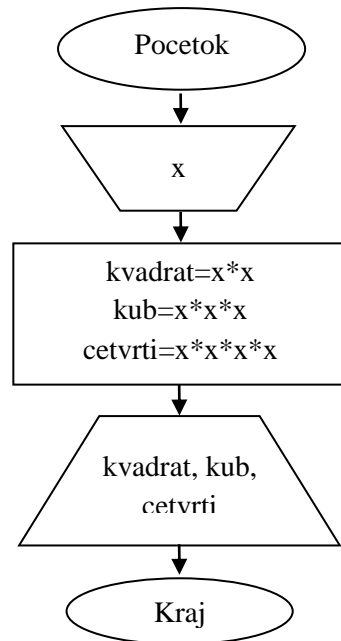 Pocetok
x
kvadrat=x*x
kub=x*x*x
cetvrti=x*x*x*x
kvadrat, kub,
cetvrti
Kraj